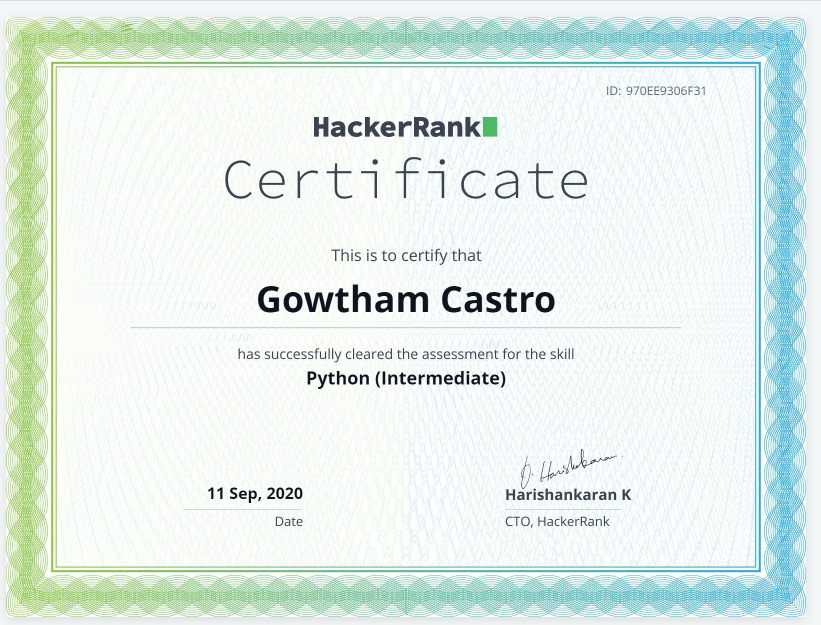 ID: 970EE9306F31
HackerRank
Certificate
This is to certify that
Gowtham Castro
has successfully cleared the assessment for the skill
Python (Intermediate)
11 Sep, 2020
Date
Harishankaran K
CTO, HackerRank